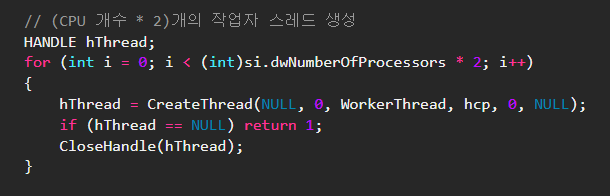 // (CPU 개수 * 2)개의 작업자 스레드 생성
HANDLE hThread;
for (int i = 0; i < (int)si.dwNumberOfProcessors * 2; i++)
{
    hThread = CreateThread(NULL, 0, WorkerThread, hcp, 0, NULL);
    if (hThread == NULL) return 1;
    CloseHandle(hThread);
}